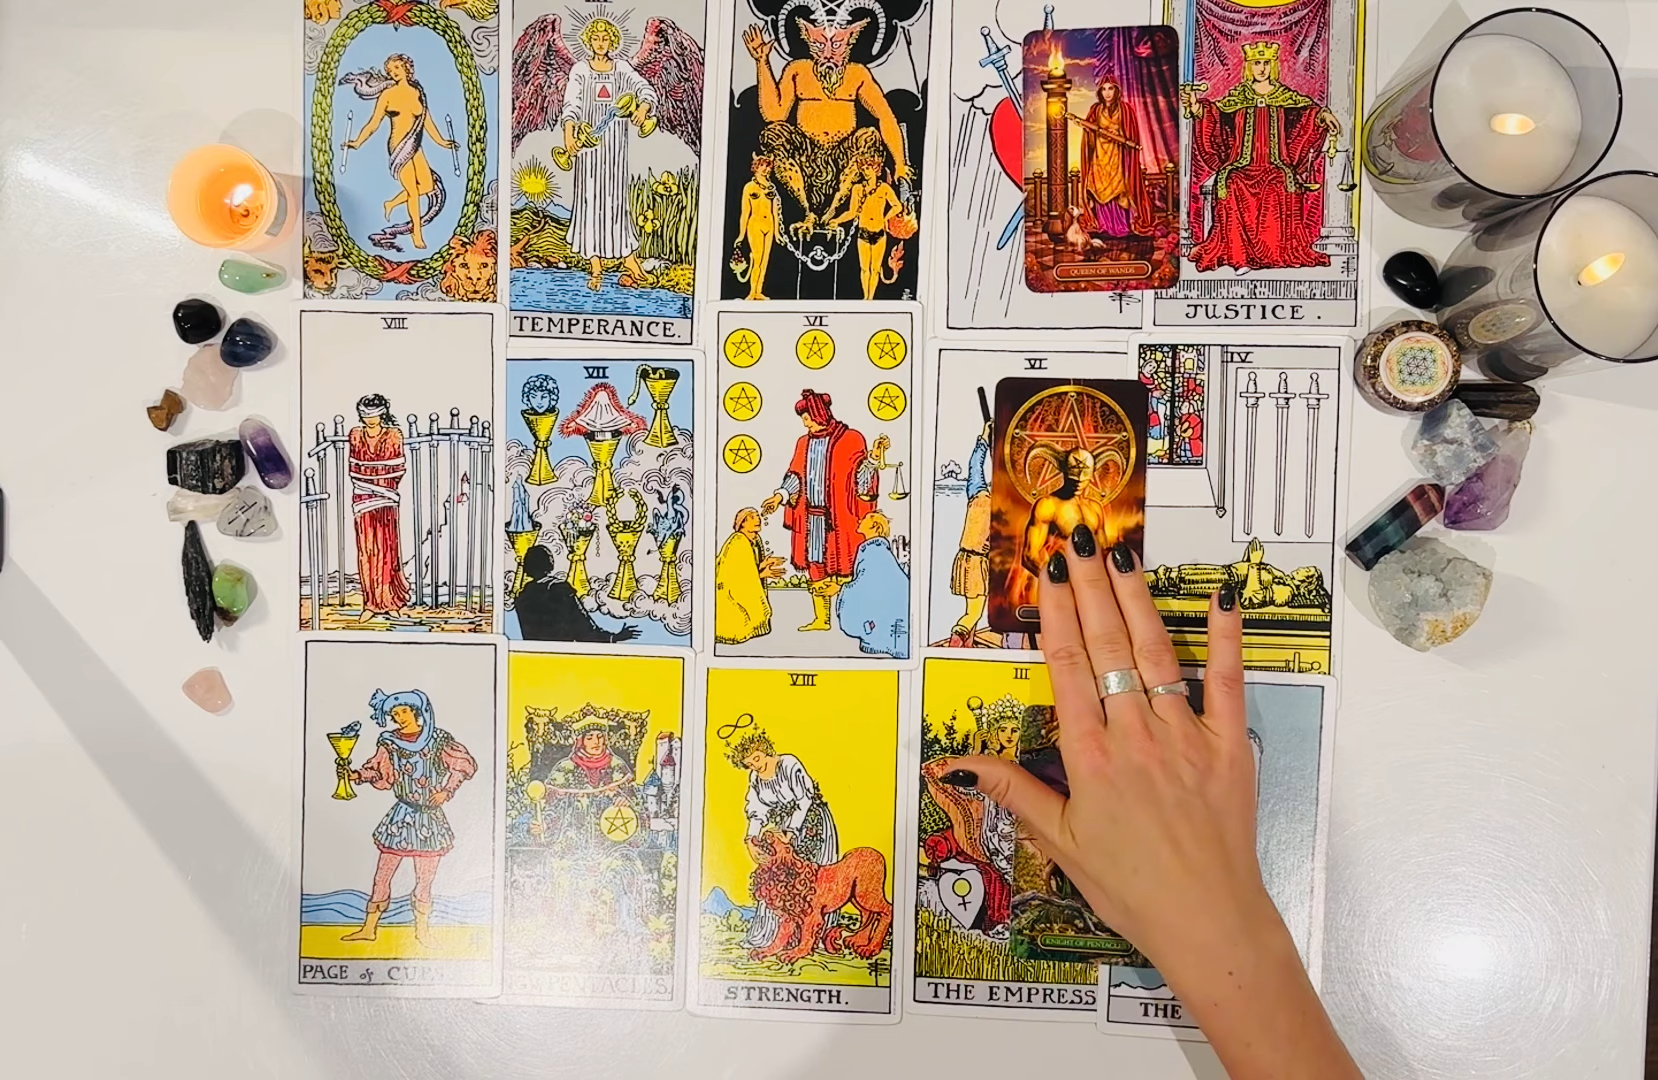 TEMPERANCE.
QUEEN OF WANDS
JUSTICE.
VIII
VII
VI
VI
IV
VIII
III
PAGE of CUPS
PENTACLES.
STRENGTH.
THE EMPRESS
KNIGHT OF PENTACLES
THE